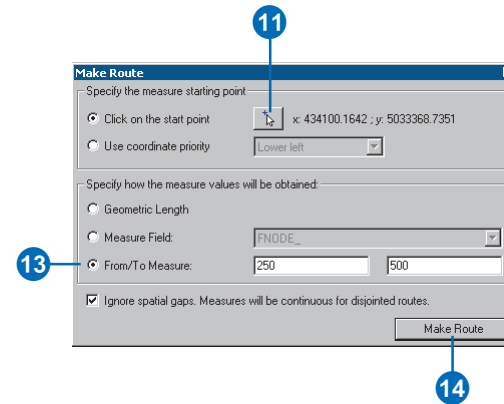 11
Make Route
Specify the measure starting point
Click on the start point x: 434100.1642 ; y: 5033368.7351
Use coordinate priority Lower left
Specify how the measure values will be obtained:
Geometric Length
Measure Field: FNODE_
13 From/To Measure: 250 500
Ignore spatial gaps. Measures will be continuous for disjointed routes.
Make Route
14